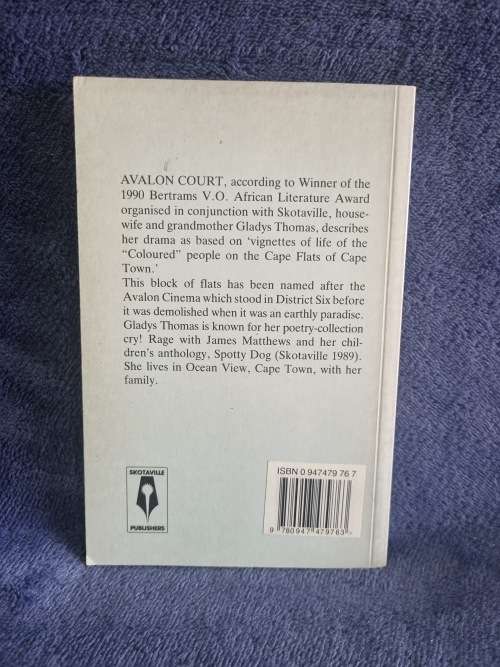 AVALON COURT, according to Winner of the
1990 Bertrams V.O. African Literature Award
organised in conjunction with Skotaville, house-
wife and grandmother Gladys Thomas, describes
her drama as based on ‘vignettes of life of the
“Coloured” people on the Cape Flats of Cape
Town.’
This block of flats has been named after the
Avalon Cinema which stood in District Six before
it was demolished when it was an earthly paradise.
Gladys Thomas is known for her poetry-collection
cry! Rage with James Matthews and her chil-
dren's anthology, Spotty Dog (Skotaville 1989).
She lives in Ocean View, Cape Town, with her
family.
SKOTAVILLE
PUBLISHERS
ISBN 0 947479 76 7
9 780947 479763